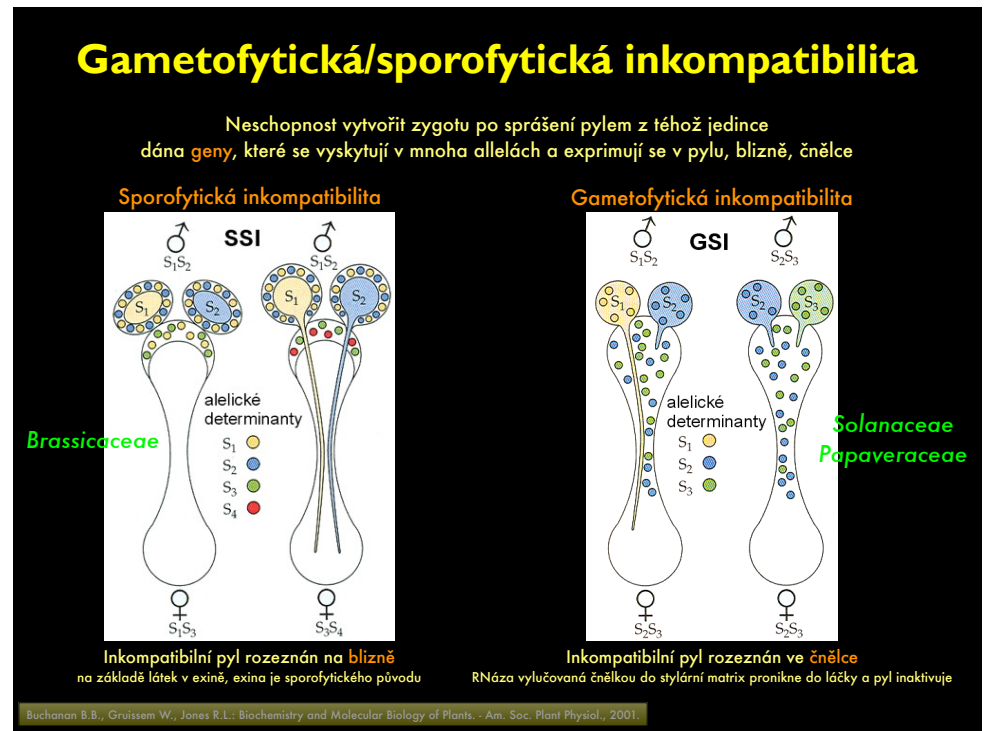 Gametofytická/sporofytická inkompatibilita
Neschopnost vytvořit zygotu po sprášení pylem z téhož jedince
dána geny, které se vyskytují v mnoha allelách a exprimují se v pylu, blizně, čnělce
Sporofytická inkompatibilita
SSI
♂ ♂
S₁S₂ S₁S₂
S₁ S₂ S₁ S₂
alelické
determinanty
S₁
S₂
S₃
S₄
Brassicaceae
♀ ♀
S₁S₃ S₃S₄
Inkompatibilní pyl rozeznán na blizně
na základě látek v exině, exina je sporofytického původu
Gametofytická inkompatibilita
GSI
♂ ♂
S₁S₂ S₂S₃
S₁ S₂ S₂ S₃
alelické
determinanty
S₁
S₂
S₃
Solanaceae
Papaveraceae
♀ ♀
S₂S₃ S₂S₃
Inkompatibilní pyl rozeznán ve čnělce
RNáza vylučovaná čnělkou do stylární matrix pronikne do láčky a pyl inaktivuje
Buchanan B.B., Gruissem W., Jones R.L.: Biochemistry and Molecular Biology of Plants. - Am. Soc. Plant Physiol., 2001.